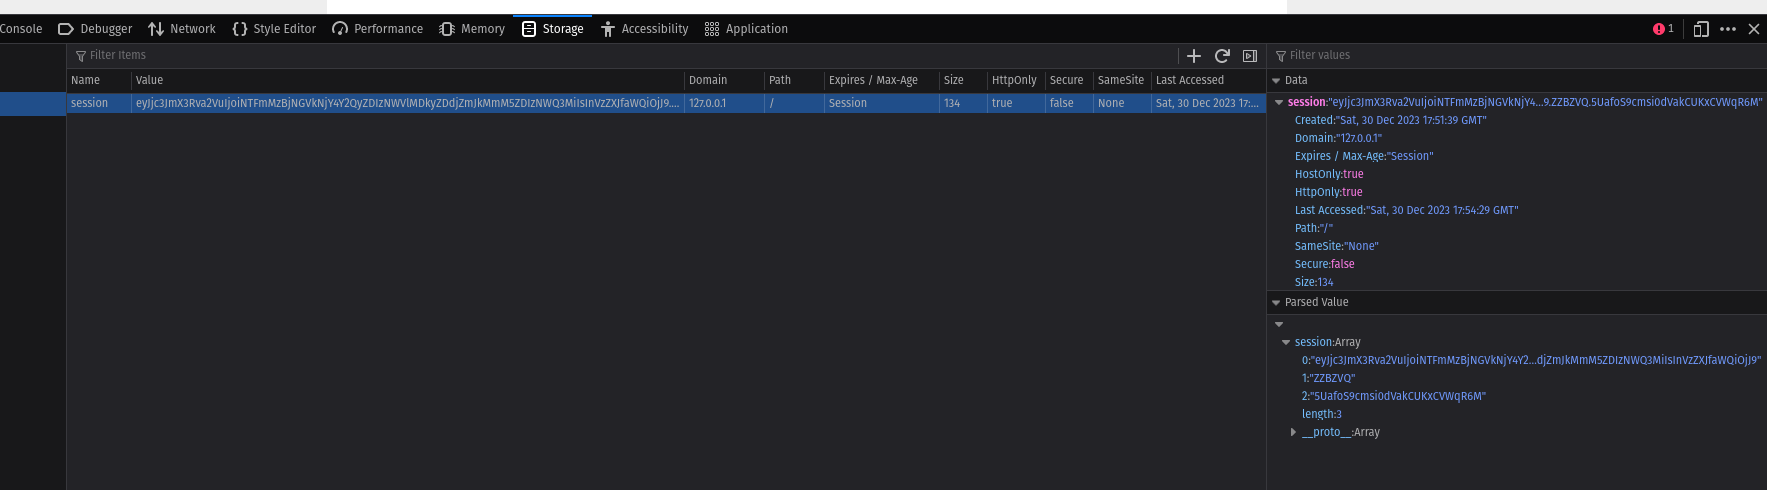 Console Debugger Network Style Editor Performance Memory Storage Accessibility Application 1
Filter Items
Name Value Domain Path Expires / Max-Age Size HttpOnly Secure SameSite Last Accessed
session eyJjc3JmX3Rva2VuIjoiNTFmMzBjNGVkNjY4Y2QyZDIzNWVlMDkyZDdjZmJkMmM5ZDIzNWQ3MiIsInVzZXJfaWQiOjJ9.... 127.0.0.1 / Session 134 true false None Sat, 30 Dec 2023 17:...
Filter values
Data
session:"eyJjc3JmX3Rva2VuIjoiNTFmMzBjNGVkNjY4...9.ZZBZVQ.5UafoS9cmsi0dVakCUKxCVWqR6M"
Created:"Sat, 30 Dec 2023 17:51:39 GMT"
Domain:"127.0.0.1"
Expires / Max-Age:"Session"
HostOnly:true
HttpOnly:true
Last Accessed:"Sat, 30 Dec 2023 17:54:29 GMT"
Path:"/"
SameSite:"None"
Secure:false
Size:134
Parsed Value
session:Array
0:"eyJjc3JmX3Rva2VuIjoiNTFmMzBjNGVkNjY4Y2...djZmJkMmM5ZDIzNWQ3MiIsInVzZXJfaWQiOjJ9"
1:"ZZBZVQ"
2:"5UafoS9cmsi0dVakCUKxCVWqR6M"
length:3
__proto__:Array